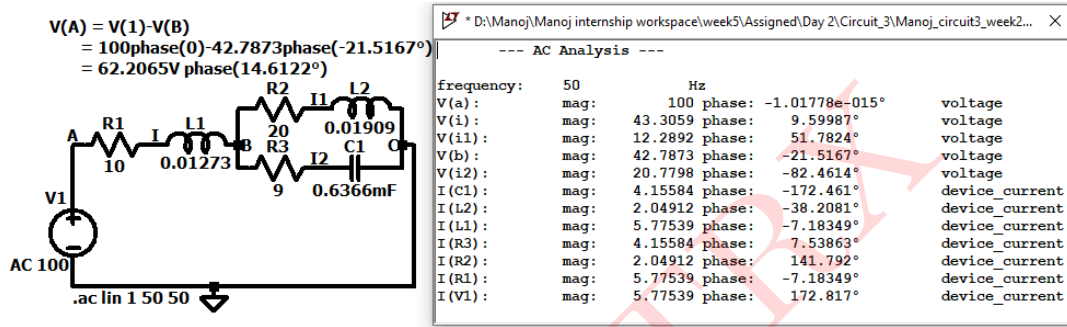 V(A) = V(1)-V(B)
= 100phase(0)-42.7873phase(-21.5167°)
= 62.2065V phase(14.6122°)
R2 I1 L2
20 0.01909
A R1 I L1 B O
10 0.01273
R3 I2 C1
9 0.6366mF
V1
AC 100
.ac lin 1 50 50
* D:\Manoj\Manoj internship workspace\week5\Assigned\Day 2\Circuit_3\Manoj_circuit3_week2... ×
--- AC Analysis ---
frequency: 50 Hz
V(a): mag: 100 phase: -1.01778e-015° voltage
V(i): mag: 43.3059 phase: 9.59987° voltage
V(i1): mag: 12.2892 phase: 51.7824° voltage
V(b): mag: 42.7873 phase: -21.5167° voltage
V(i2): mag: 20.7798 phase: -82.4614° voltage
I(C1): mag: 4.15584 phase: -172.461° device_current
I(L2): mag: 2.04912 phase: -38.2081° device_current
I(L1): mag: 5.77539 phase: -7.18349° device_current
I(R3): mag: 4.15584 phase: 7.53863° device_current
I(R2): mag: 2.04912 phase: 141.792° device_current
I(R1): mag: 5.77539 phase: -7.18349° device_current
I(V1): mag: 5.77539 phase: 172.817° device_current